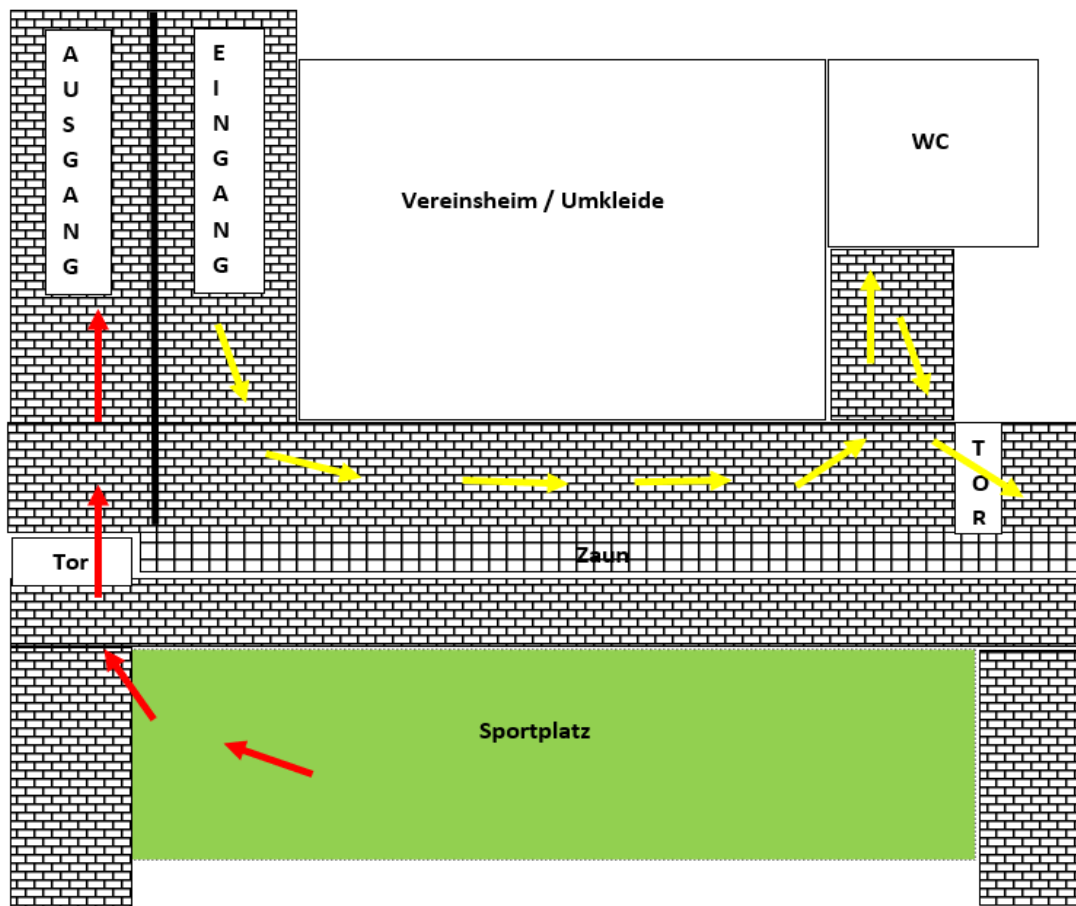 AUSGANG
EINGANG
Vereinsheim / Umkleide
WC
TOR
Tor
Zaun
Sportplatz